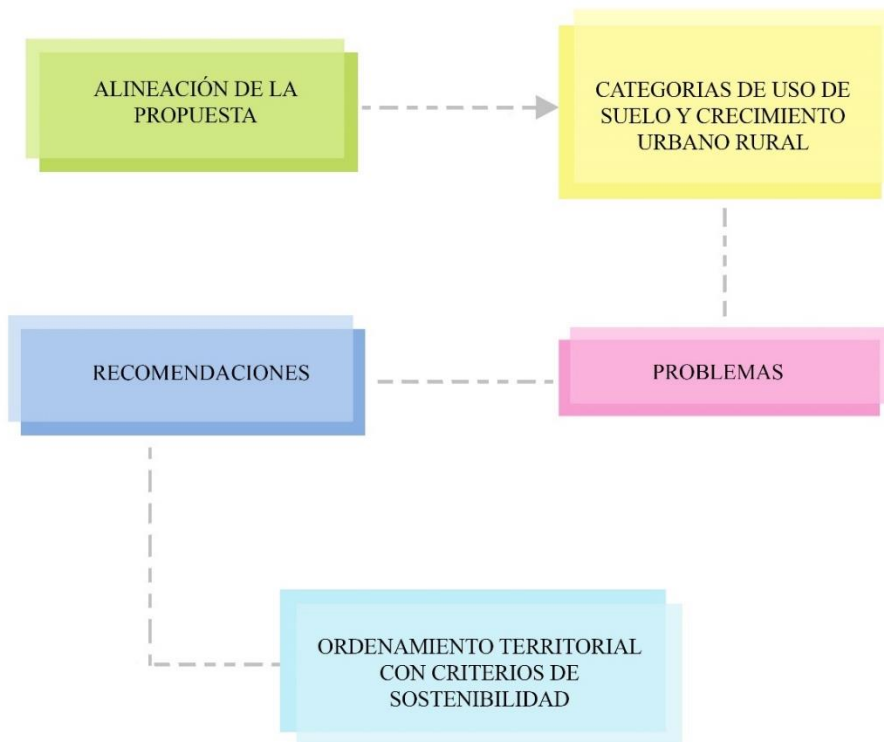 ALINEACIÓN DE LA
PROPUESTA
CATEGORIAS DE USO DE
SUELO Y CRECIMIENTO
URBANO RURAL
RECOMENDACIONES
PROBLEMAS
ORDENAMIENTO TERRITORIAL
CON CRITERIOS DE
SOSTENIBILIDAD